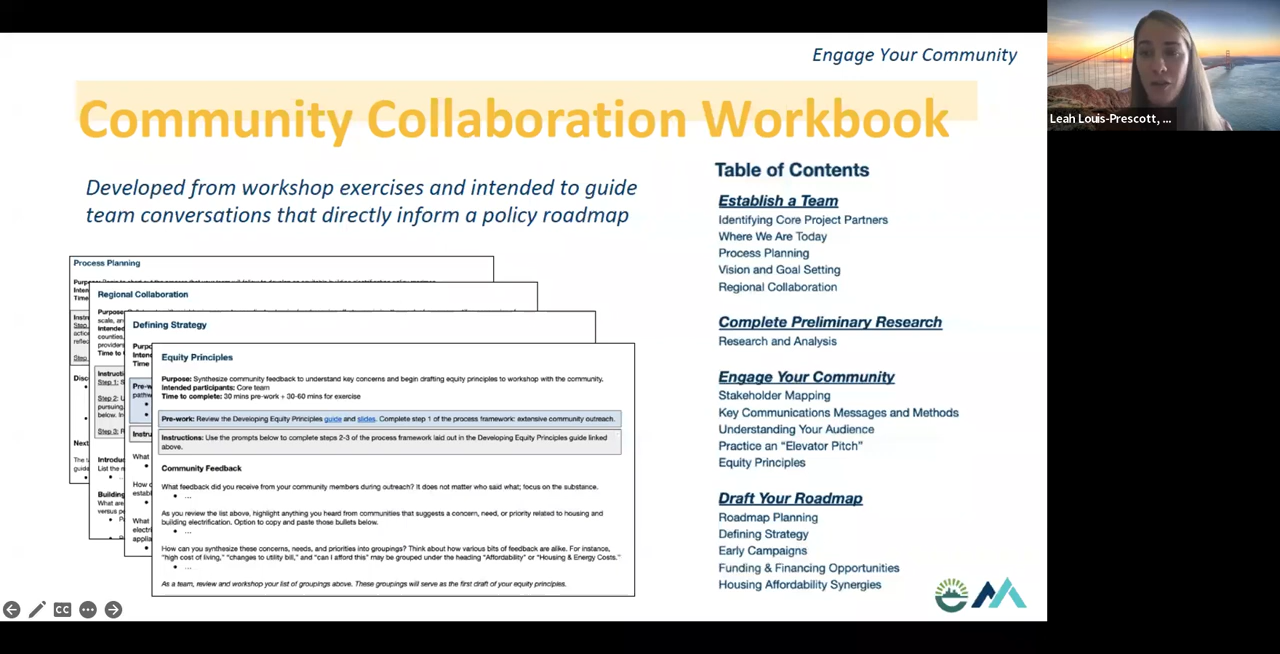 Engage Your Community
Community Collaboration Workbook
Developed from workshop exercises and intended to guide
team conversations that directly inform a policy roadmap
Process Planning
Regional Collaboration
Defining Strategy
Equity Principles
Purpose: Synthesize community feedback to understand key concerns and begin drafting equity principles to workshop with the community.
Intended participants: Core team
Time to complete: 30 mins pre-work + 30-60 mins for exercise
Pre-work: Review the Developing Equity Principles guide and slides. Complete step 1 of the process framework: extensive community outreach.
Instructions: Use the prompts below to complete steps 2-3 of the process framework laid out in the Developing Equity Principles guide linked
above.
Community Feedback
What feedback did you receive from your community members during outreach? It does not matter who said what; focus on the substance.
• ...
As you review the list above, highlight anything you heard from communities that suggests a concern, need, or priority related to housing and
building electrification. Option to copy and paste those bullets below.
• ...
How can you synthesize these concerns, needs, and priorities into groupings? Think about how various bits of feedback are alike. For instance,
"high cost of living," "changes to utility bill," and "can I afford this" may be grouped under the heading "Affordability" or "Housing & Energy Costs."
• ...
As a team, review and workshop your list of groupings above. These groupings will serve as the first draft of your equity principles.
Table of Contents
Establish a Team
Identifying Core Project Partners
Where We Are Today
Process Planning
Vision and Goal Setting
Regional Collaboration
Complete Preliminary Research
Research and Analysis
Engage Your Community
Stakeholder Mapping
Key Communications Messages and Methods
Understanding Your Audience
Practice an “Elevator Pitch”
Equity Principles
Draft Your Roadmap
Roadmap Planning
Defining Strategy
Early Campaigns
Funding & Financing Opportunities
Housing Affordability Synergies
CC
Leah Louis-Prescott, ...